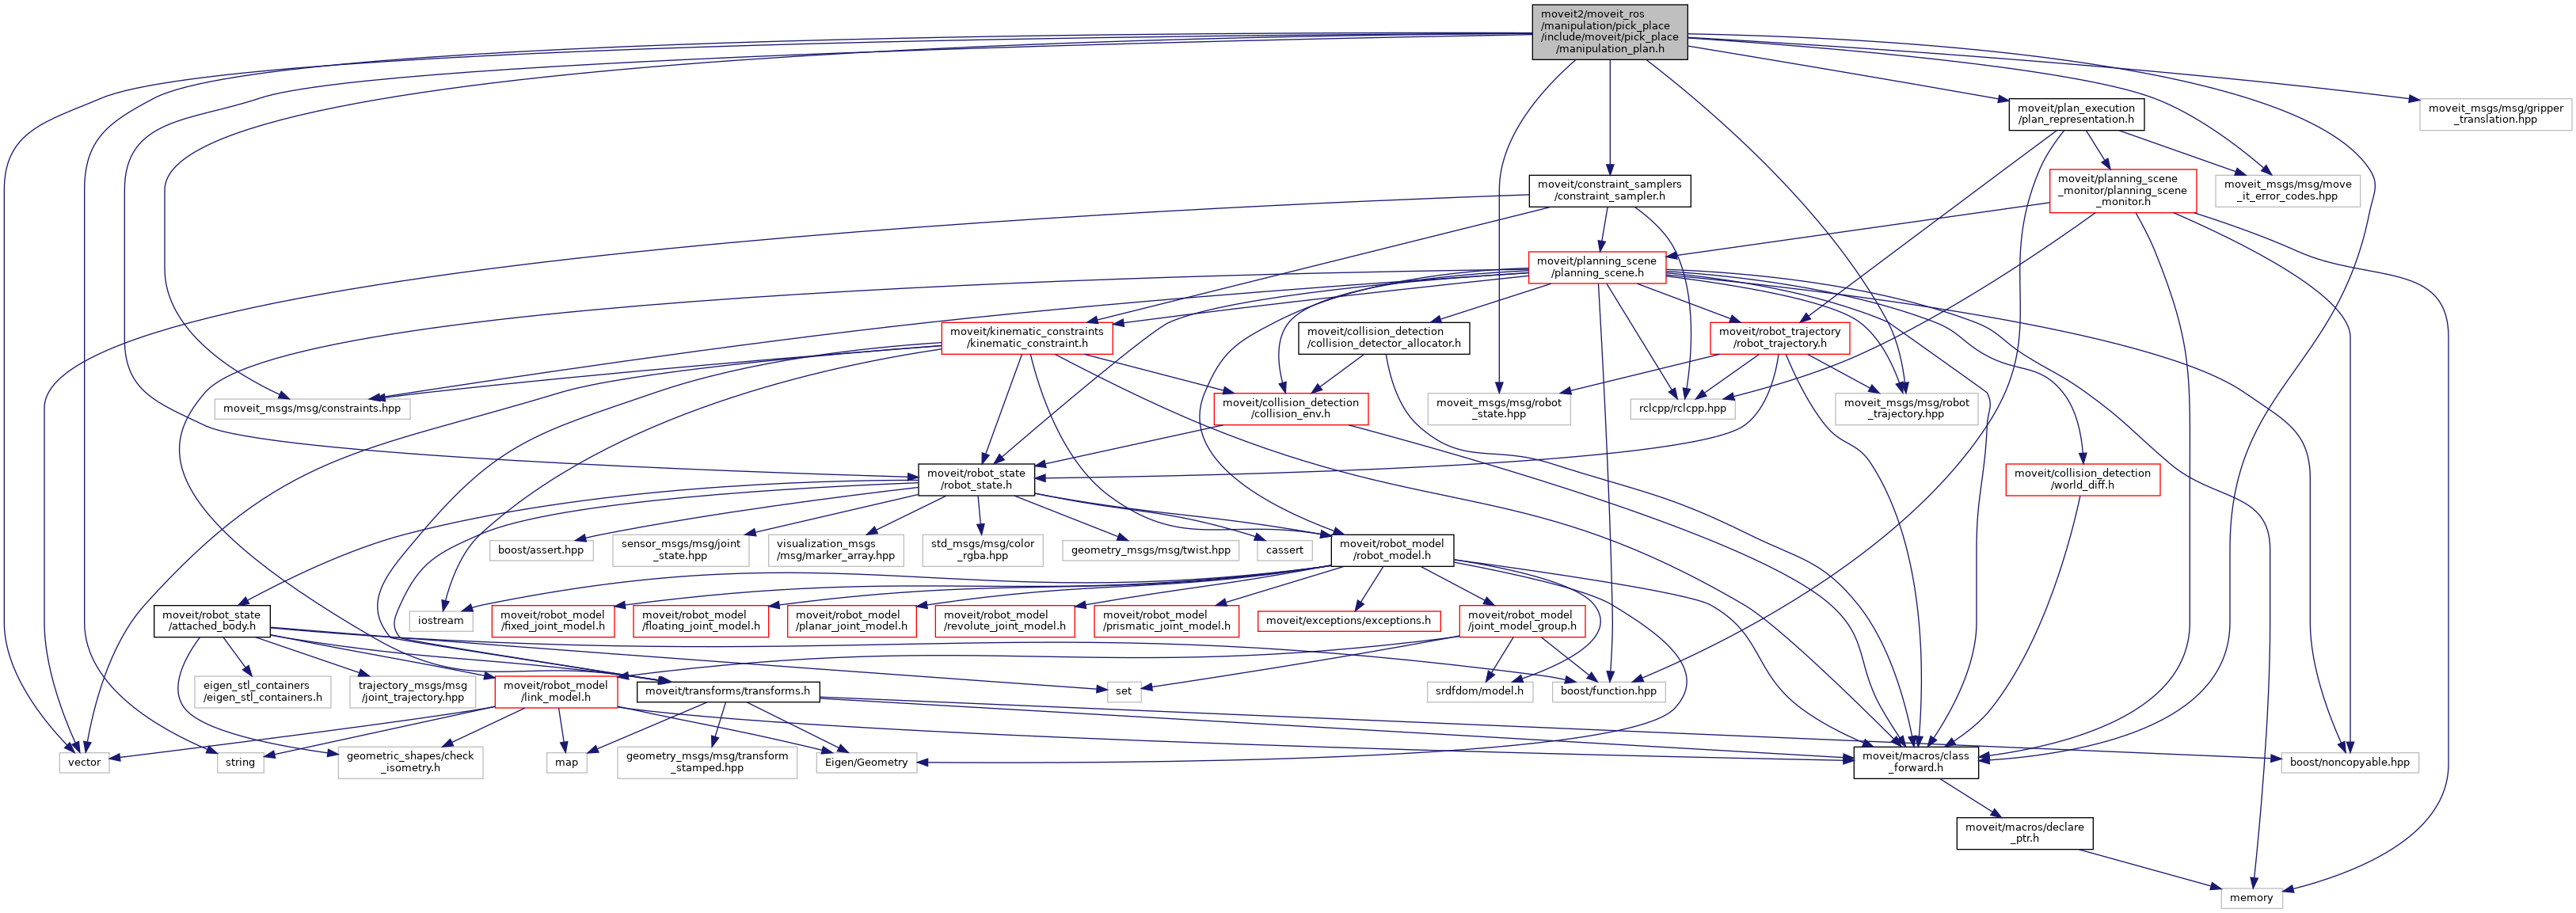 moveit2/moveit_ros
/manipulation/pick_place
/include/moveit/pick_place
/manipulation_plan.h
moveit/plan_execution
/plan_representation.h
moveit_msgs/msg/gripper
_translation.hpp
moveit/constraint_samplers
/constraint_sampler.h
moveit/planning_scene
_monitor/planning_scene
_monitor.h
moveit_msgs/msg/move
_it_error_codes.hpp
moveit/planning_scene
/planning_scene.h
moveit/kinematic_constraints
/kinematic_constraint.h
moveit/collision_detection
/collision_detector_allocator.h
moveit/robot_trajectory
/robot_trajectory.h
moveit_msgs/msg/constraints.hpp
moveit/collision_detection
/collision_env.h
moveit_msgs/msg/robot
_state.hpp
rclcpp/rclcpp.hpp
moveit_msgs/msg/robot
_trajectory.hpp
moveit/robot_state
/robot_state.h
moveit/collision_detection
/world_diff.h
boost/assert.hpp
sensor_msgs/msg/joint
_state.hpp
visualization_msgs
/msg/marker_array.hpp
std_msgs/msg/color
_rgba.hpp
geometry_msgs/msg/twist.hpp
cassert
moveit/robot_model
/robot_model.h
moveit/robot_state
/attached_body.h
iostream
moveit/robot_model
/fixed_joint_model.h
moveit/robot_model
/floating_joint_model.h
moveit/robot_model
/planar_joint_model.h
moveit/robot_model
/revolute_joint_model.h
moveit/robot_model
/prismatic_joint_model.h
moveit/exceptions/exceptions.h
moveit/robot_model
/joint_model_group.h
eigen_stl_containers
/eigen_stl_containers.h
trajectory_msgs/msg
/joint_trajectory.hpp
moveit/robot_model
/link_model.h
moveit/transforms/transforms.h
set
srdfdom/model.h
boost/function.hpp
vector
string
geometric_shapes/check
_isometry.h
map
geometry_msgs/msg/transform
_stamped.hpp
Eigen/Geometry
moveit/macros/class
_forward.h
boost/noncopyable.hpp
moveit/macros/declare
_ptr.h
memory